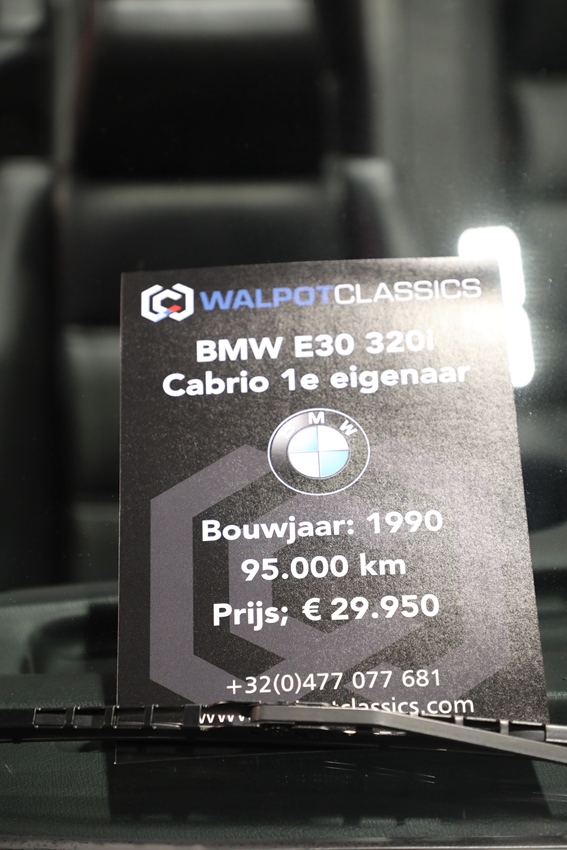 WALPOTCLASSICS
BMW E30 320i
Cabrio 1e eigenaar
BMW
Bouwjaar: 1990
95.000 km
Prijs; € 29.950
+32(0)477 077 681